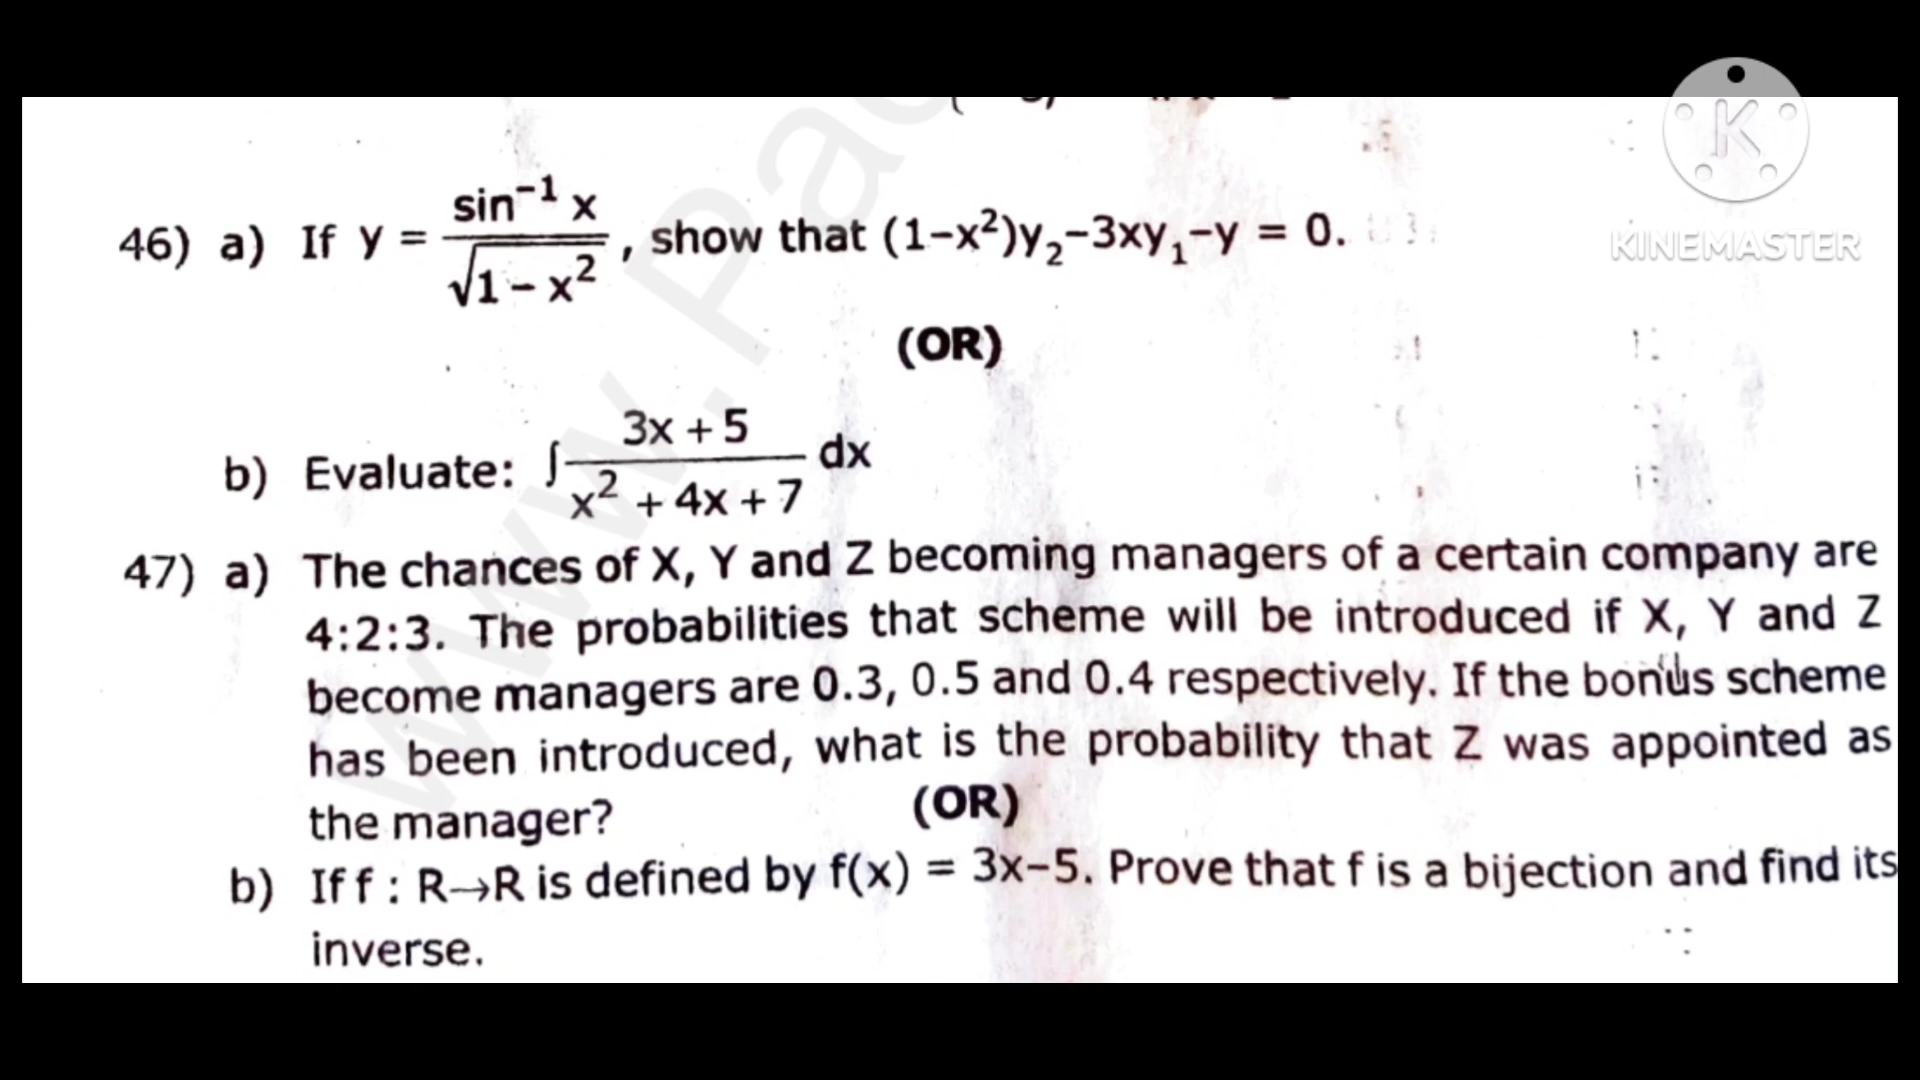 K
KINEMASTER
46) a) If y = sin⁻¹ x / √1 – x² , show that (1–x²)y₂–3xy₁–y = 0.
(OR)
b) Evaluate: ∫ 3x + 5 / x² + 4x + 7 dx
47) a) The chances of X, Y and Z becoming managers of a certain company are
4:2:3. The probabilities that scheme will be introduced if X, Y and Z
become managers are 0.3, 0.5 and 0.4 respectively. If the bonus scheme
has been introduced, what is the probability that Z was appointed as
the manager?
(OR)
b) If f : R→R is defined by f(x) = 3x–5. Prove that f is a bijection and find its
inverse.
www.Pad